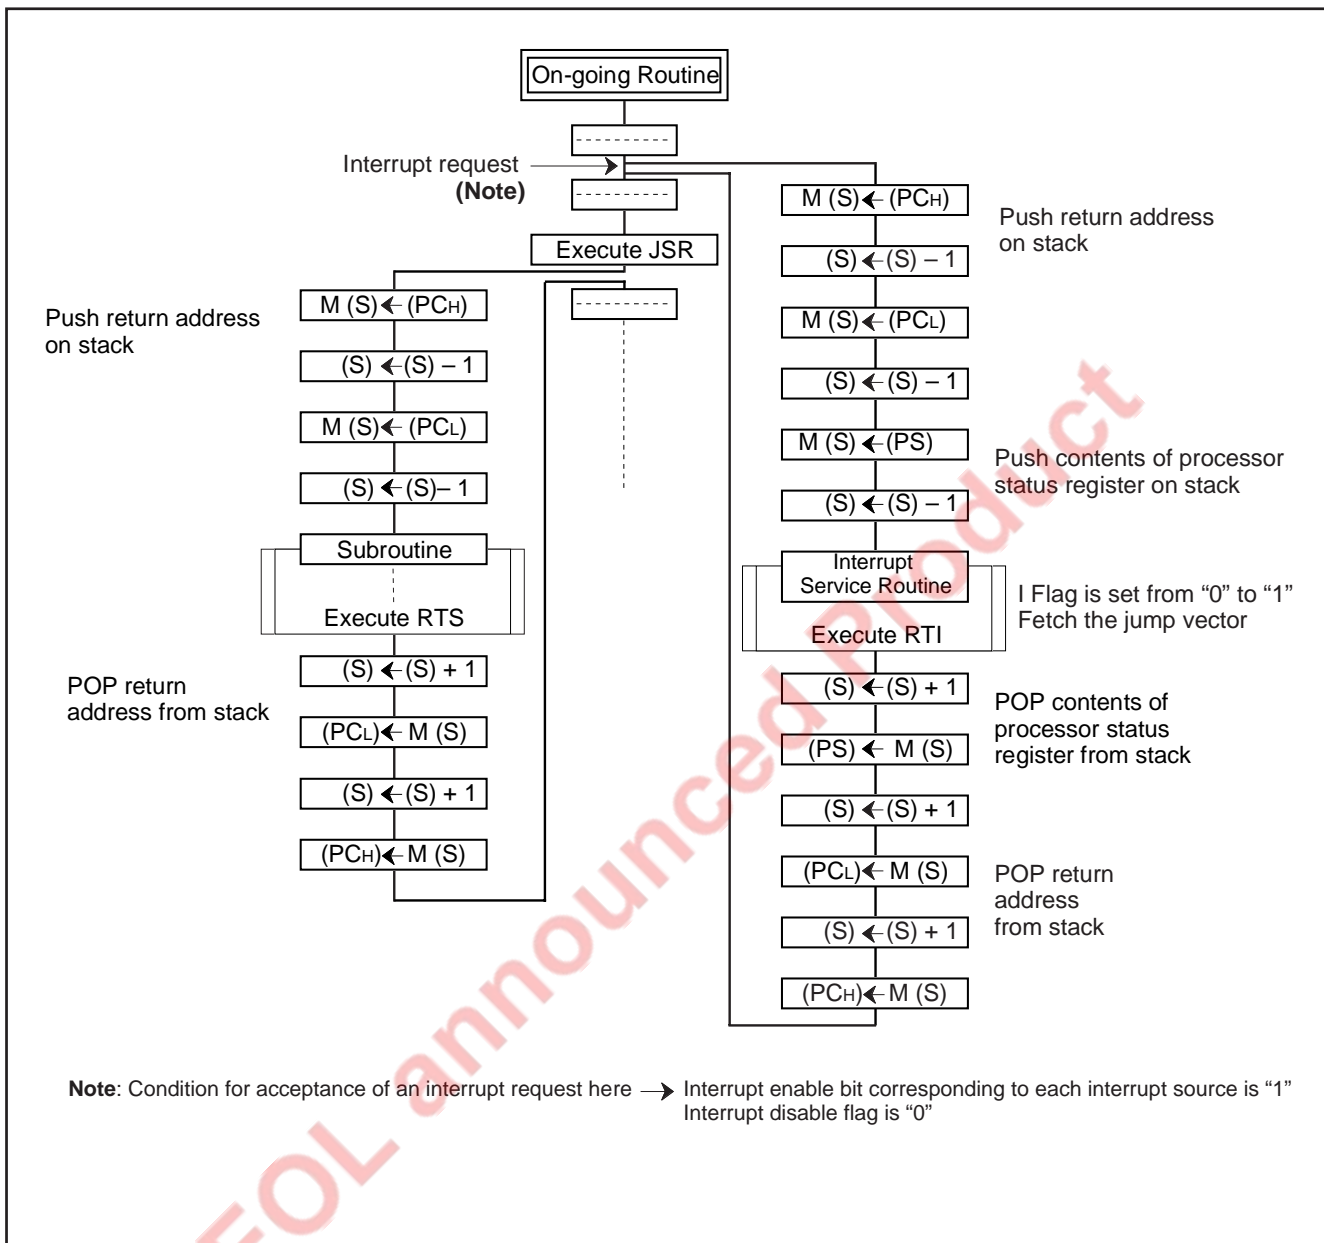 On-going Routine
Interrupt request
(Note)
Execute JSR
Push return address
on stack
M (S) ← (PCH)
(S) ← (S) – 1
M (S) ← (PCL)
(S) ← (S) – 1
Subroutine
Execute RTS
POP return
address from stack
(S) ← (S) + 1
(PCL) ← M (S)
(S) ← (S) + 1
(PCH) ← M (S)
M (S) ← (PCH)
Push return address
on stack
(S) ← (S) – 1
M (S) ← (PCL)
(S) ← (S) – 1
M (S) ← (PS)
Push contents of processor
status register on stack
(S) ← (S) – 1
Interrupt
Service Routine
Execute RTI
I Flag is set from “0” to “1”
Fetch the jump vector
(S) ← (S) + 1
POP contents of
processor status
register from stack
(PS) ← M (S)
(S) ← (S) + 1
(PCL) ← M (S)
POP return
address
from stack
(S) ← (S) + 1
(PCH) ← M (S)
Note: Condition for acceptance of an interrupt request here → Interrupt enable bit corresponding to each interrupt source is “1”
Interrupt disable flag is “0”
EOL announced Product